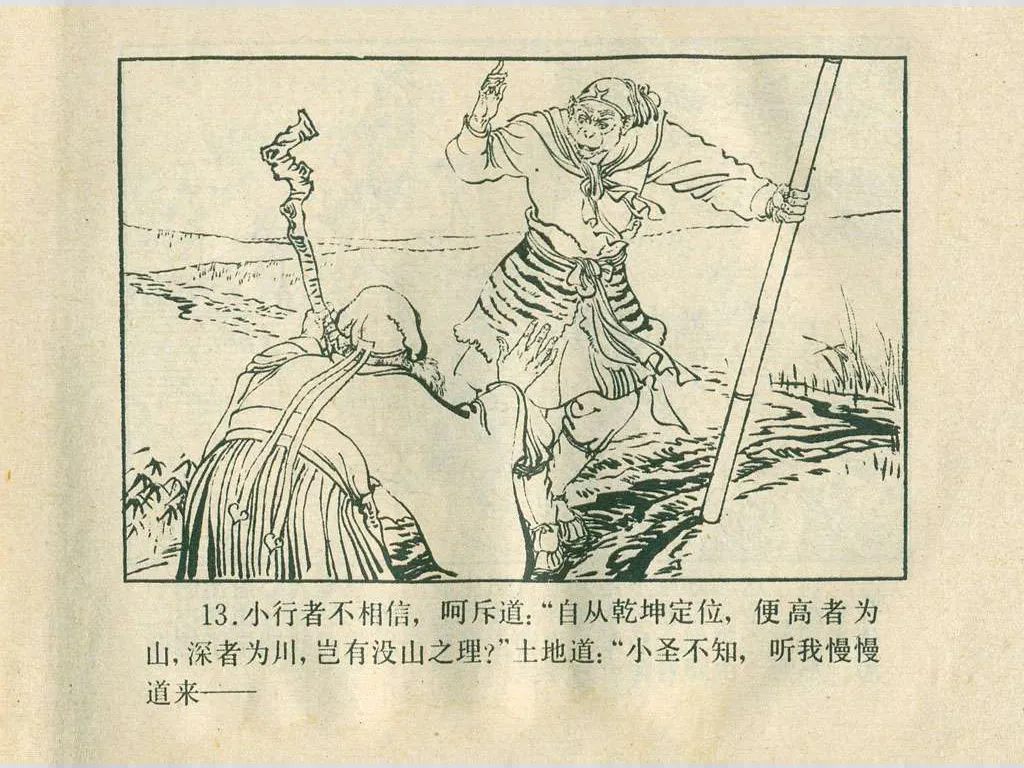 13.小行者不相信，呵斥道：“自从乾坤定位，便高者为
山，深者为川，岂有没山之理？”土地道：“小圣不知，听我慢慢
道来——